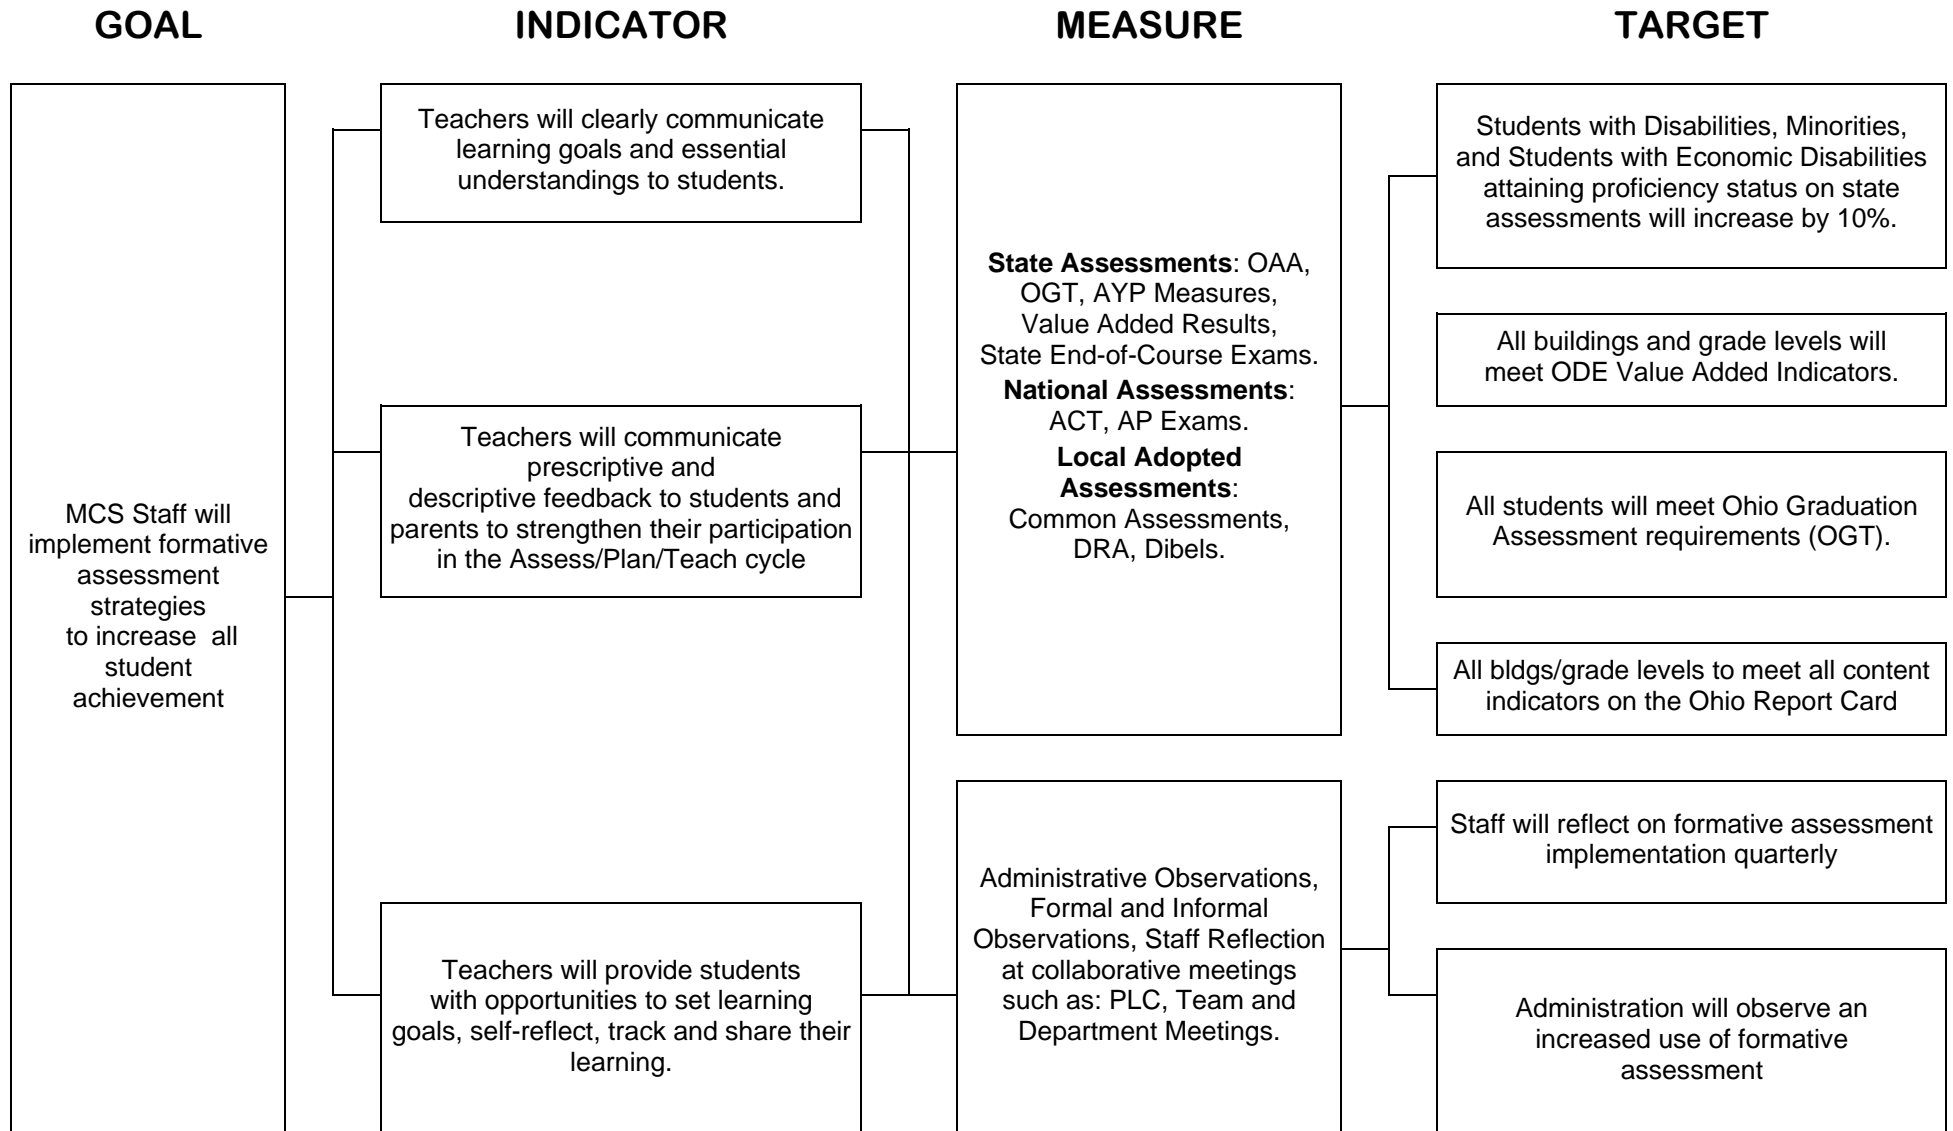 GOAL
INDICATOR
MEASURE
TARGET
MCS Staff will
implement formative
assessment
strategies
to increase  all
student
achievement
Teachers will clearly communicate
learning goals and essential
understandings to students.
Teachers will communicate
prescriptive and
descriptive feedback to students and
parents to strengthen their participation
in the Assess/Plan/Teach cycle
Teachers will provide students
with opportunities to set learning
goals, self-reflect, track and share their
learning.
State Assessments: OAA,
OGT, AYP Measures,
Value Added Results,
State End-of-Course Exams.
National Assessments:
ACT, AP Exams.
Local Adopted
Assessments:
Common Assessments,
DRA, Dibels.
Administrative Observations,
Formal and Informal
Observations, Staff Reflection
at collaborative meetings
such as: PLC, Team and
Department Meetings.
Students with Disabilities, Minorities,
and Students with Economic Disabilities
attaining proficiency status on state
assessments will increase by 10%.
All buildings and grade levels will
meet ODE Value Added Indicators.
All students will meet Ohio Graduation
Assessment requirements (OGT).
All bldgs/grade levels to meet all content
indicators on the Ohio Report Card
Staff will reflect on formative assessment
implementation quarterly
Administration will observe an
increased use of formative
assessment